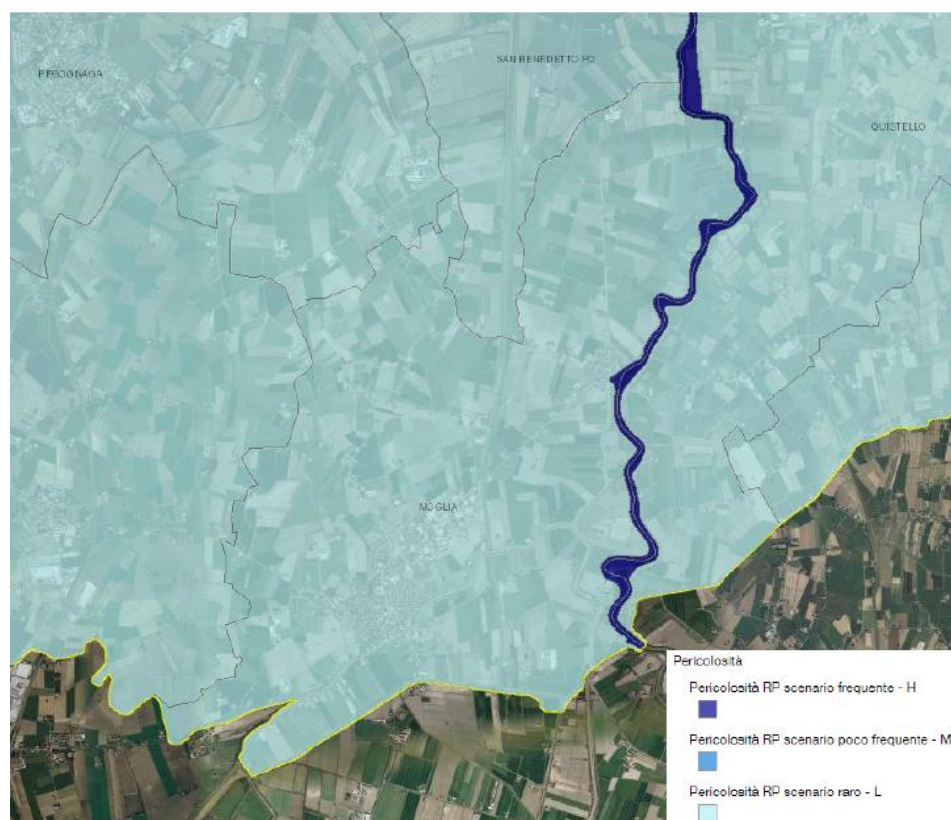 SAN BENEDETTO PO
PEGOGNAGA
QUISTELLO
MOGLIA
Pericolosità
Pericolosità RP scenario frequente - H
Pericolosità RP scenario poco frequente - M
Pericolosità RP scenario raro - L